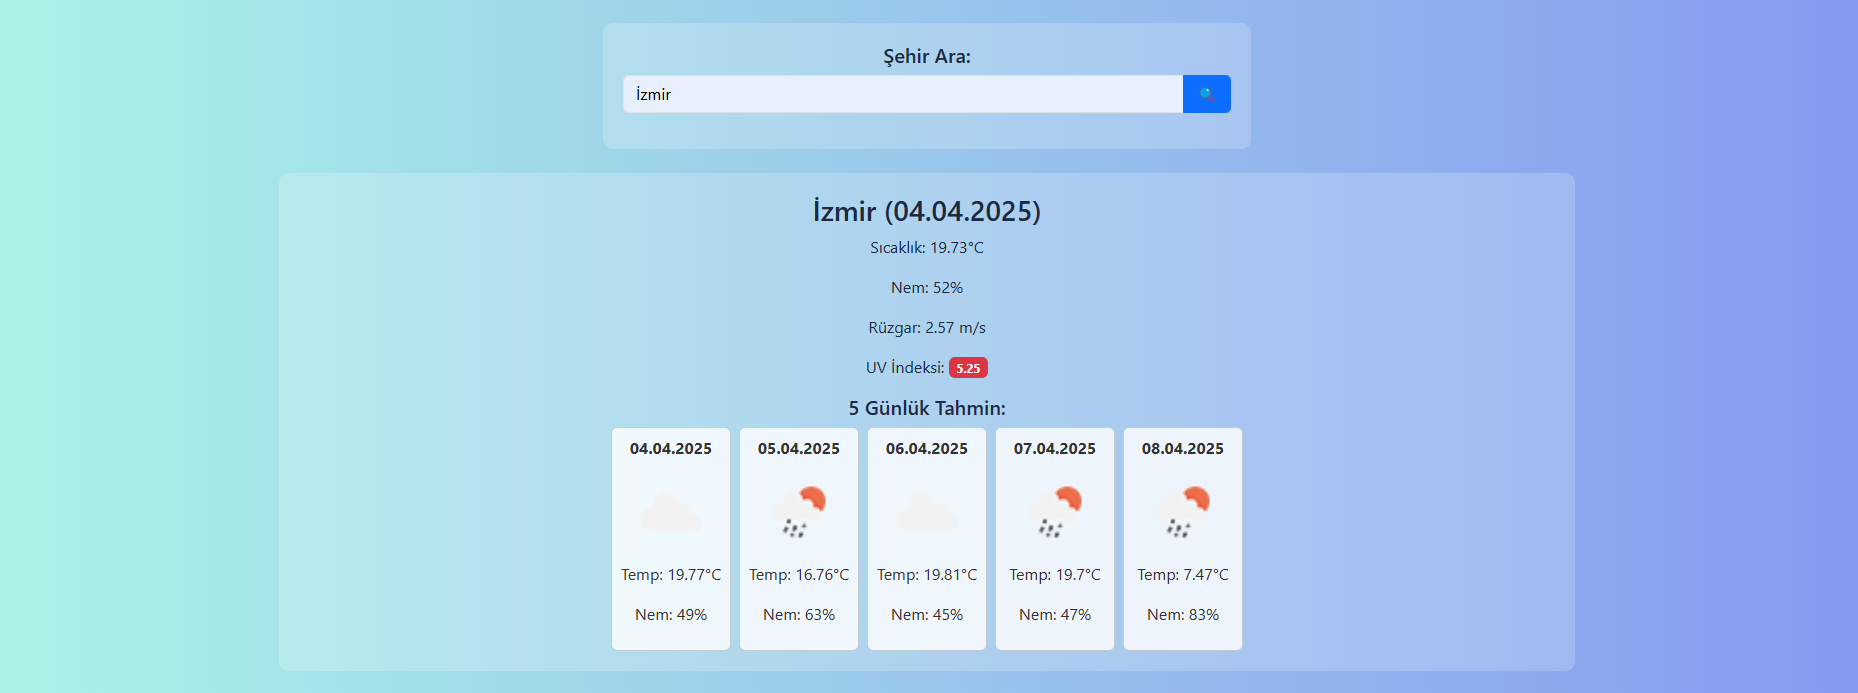 Şehir Ara:
İzmir
İzmir (04.04.2025)
Sıcaklık: 19.73°C
Nem: 52%
Rüzgar: 2.57 m/s
UV İndeksi: 5.25
5 Günlük Tahmin:
04.04.2025
Temp: 19.77°C
Nem: 49%
05.04.2025
Temp: 16.76°C
Nem: 63%
06.04.2025
Temp: 19.81°C
Nem: 45%
07.04.2025
Temp: 19.7°C
Nem: 47%
08.04.2025
Temp: 7.47°C
Nem: 83%